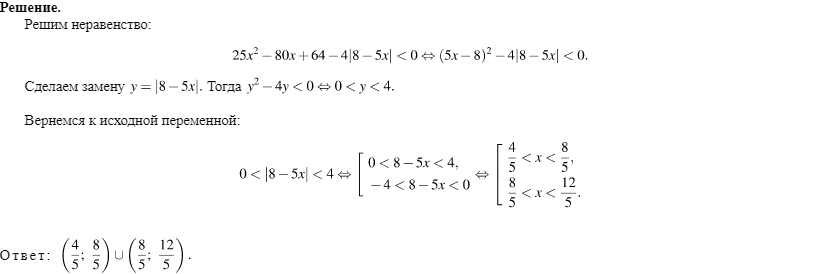 Решение.
Решим неравенство:
25x² − 80x + 64 − 4|8 − 5x| < 0 ⇔ (5x − 8)² − 4|8 − 5x| < 0.
Сделаем замену y = |8 − 5x|. Тогда y² − 4y < 0 ⇔ 0 < y < 4.
Вернемся к исходной переменной:
0 < |8 − 5x| < 4 ⇔ [ 0 < 8 − 5x < 4, −4 < 8 − 5x < 0 ⇔ [ 4/5 < x < 8/5, 8/5 < x < 12/5.
Ответ: (4/5; 8/5) ∪ (8/5; 12/5).